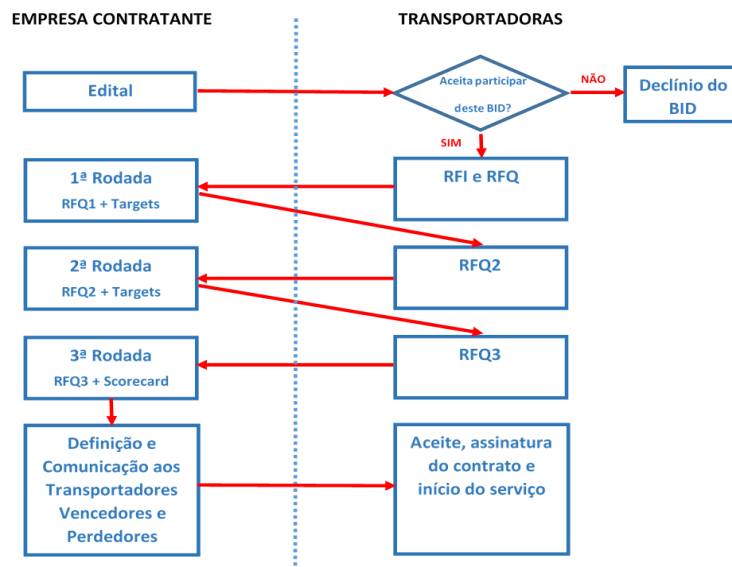 EMPRESA CONTRATANTE
TRANSPORTADORAS
Edital
Aceita participar
deste BID?
NÃO
Declínio do
BID
SIM
1ª Rodada
RFQ1 + Targets
RFI e RFQ
2ª Rodada
RFQ2 + Targets
RFQ2
3ª Rodada
RFQ3 + Scorecard
RFQ3
Definição e
Comunicação aos
Transportadores
Vencedores e
Perdedores
Aceite, assinatura
do contrato e
início do serviço